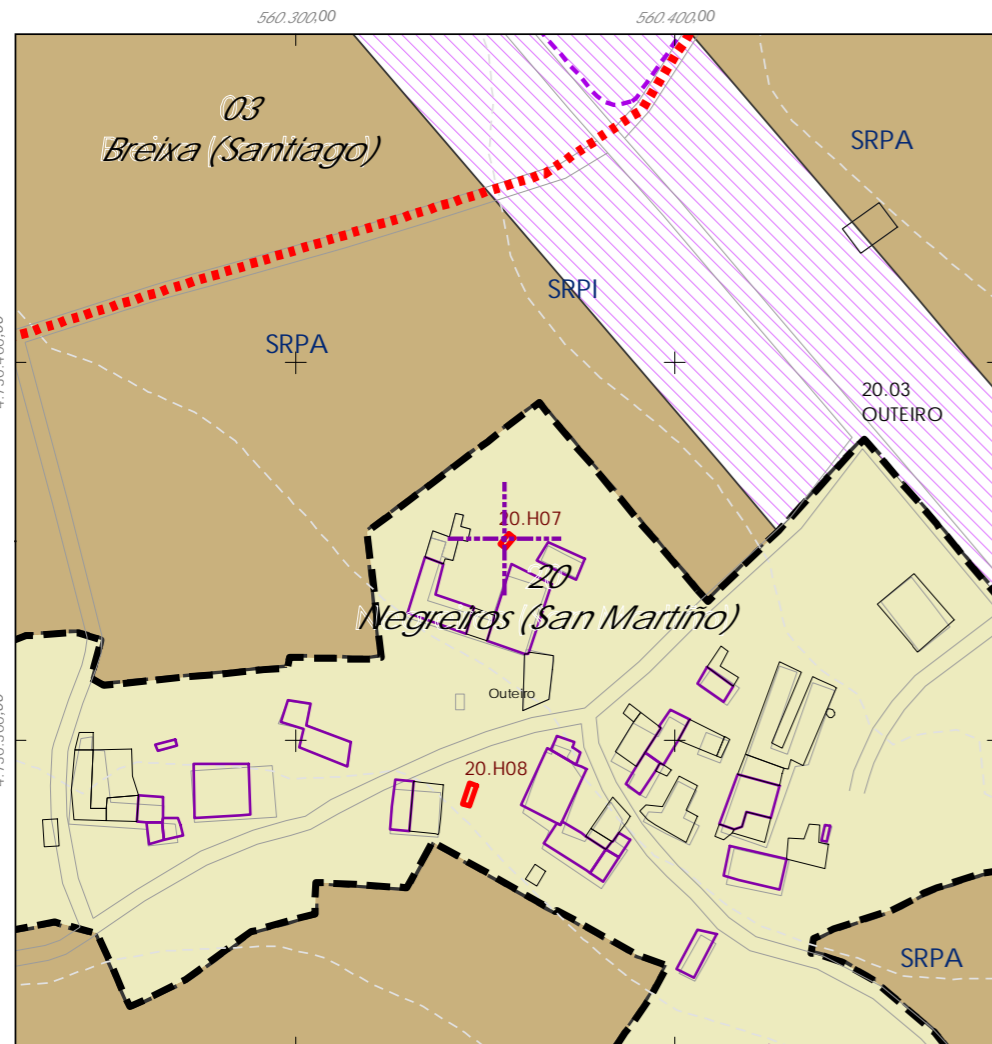 560.300,00
560.400,00
03
Breixa (Santiago)
SRPA
SRPI
SRPA
20.03
OUTEIRO
20.H07
20
Negreiros (San Martiño)
Outeiro
20.H08
SRPA